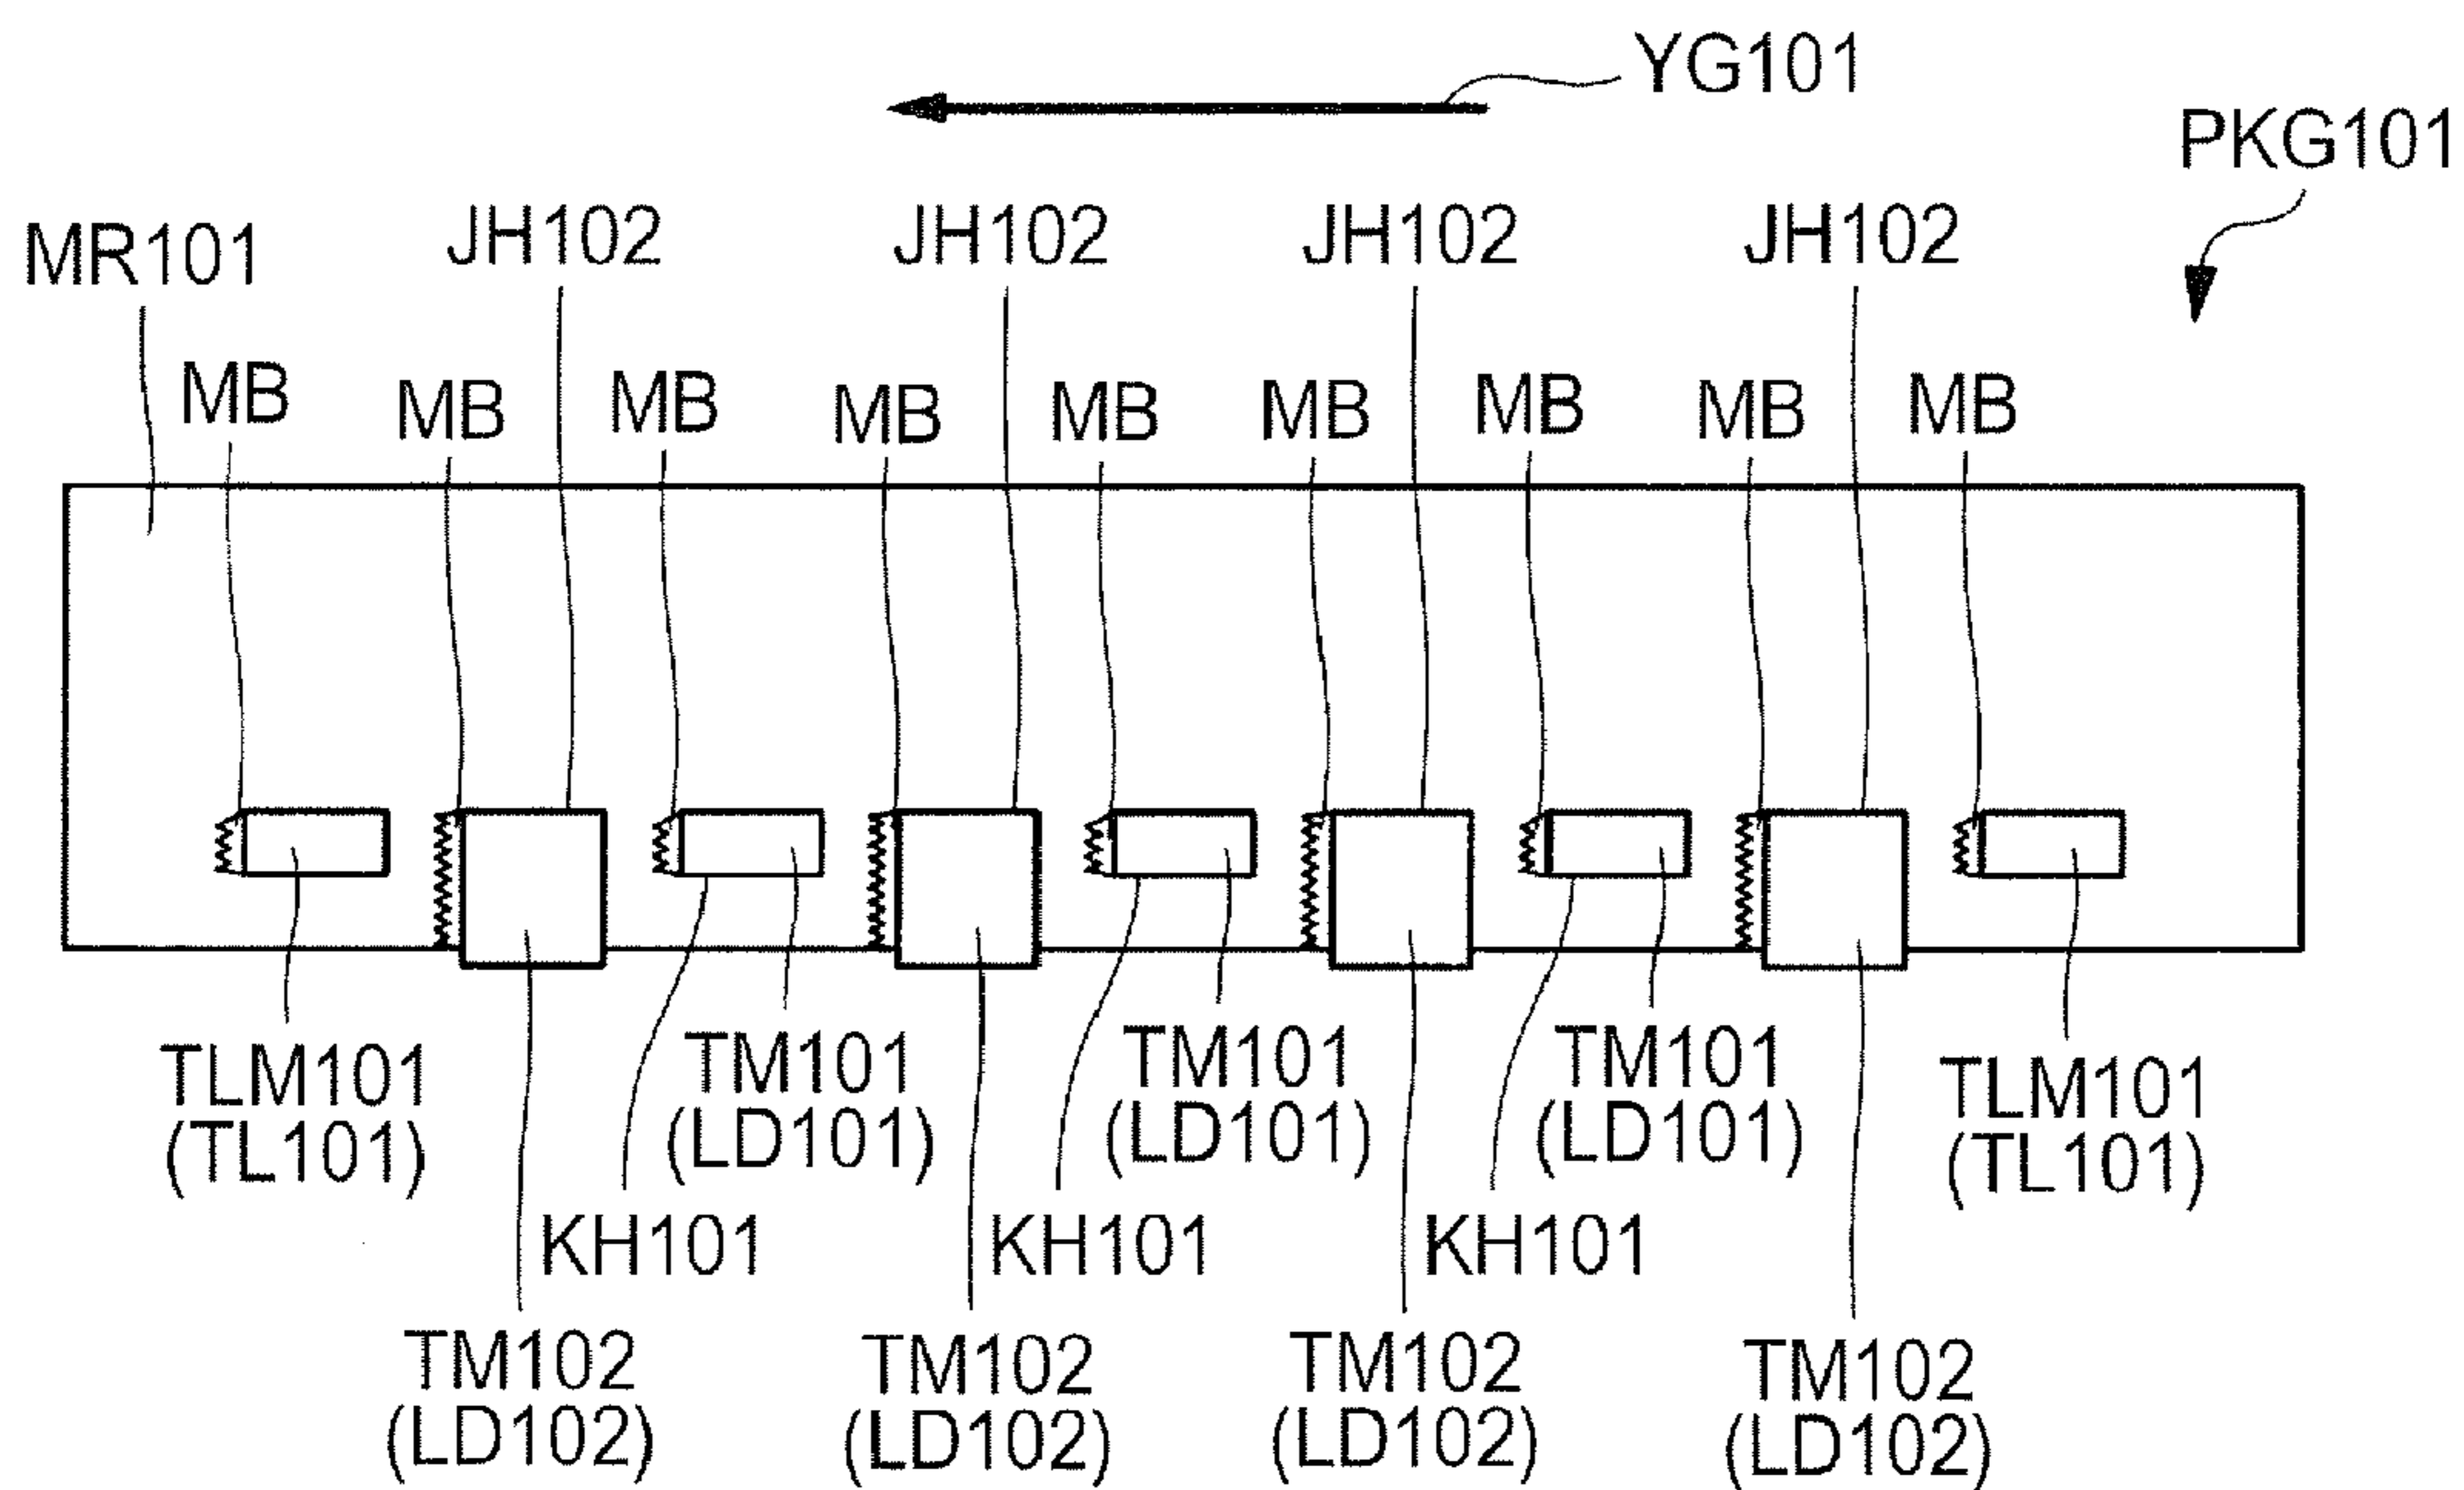 YG101
PKG101
MR101 JH102 JH102 JH102 JH102
MB MB MB MB MB MB MB MB MB
TLM101 TM101 TM101 TM101 TLM101
(TL101) (LD101) (LD101) (LD101) (TL101)
KH101 KH101 KH101
TM102 TM102 TM102 TM102
(LD102) (LD102) (LD102) (LD102)